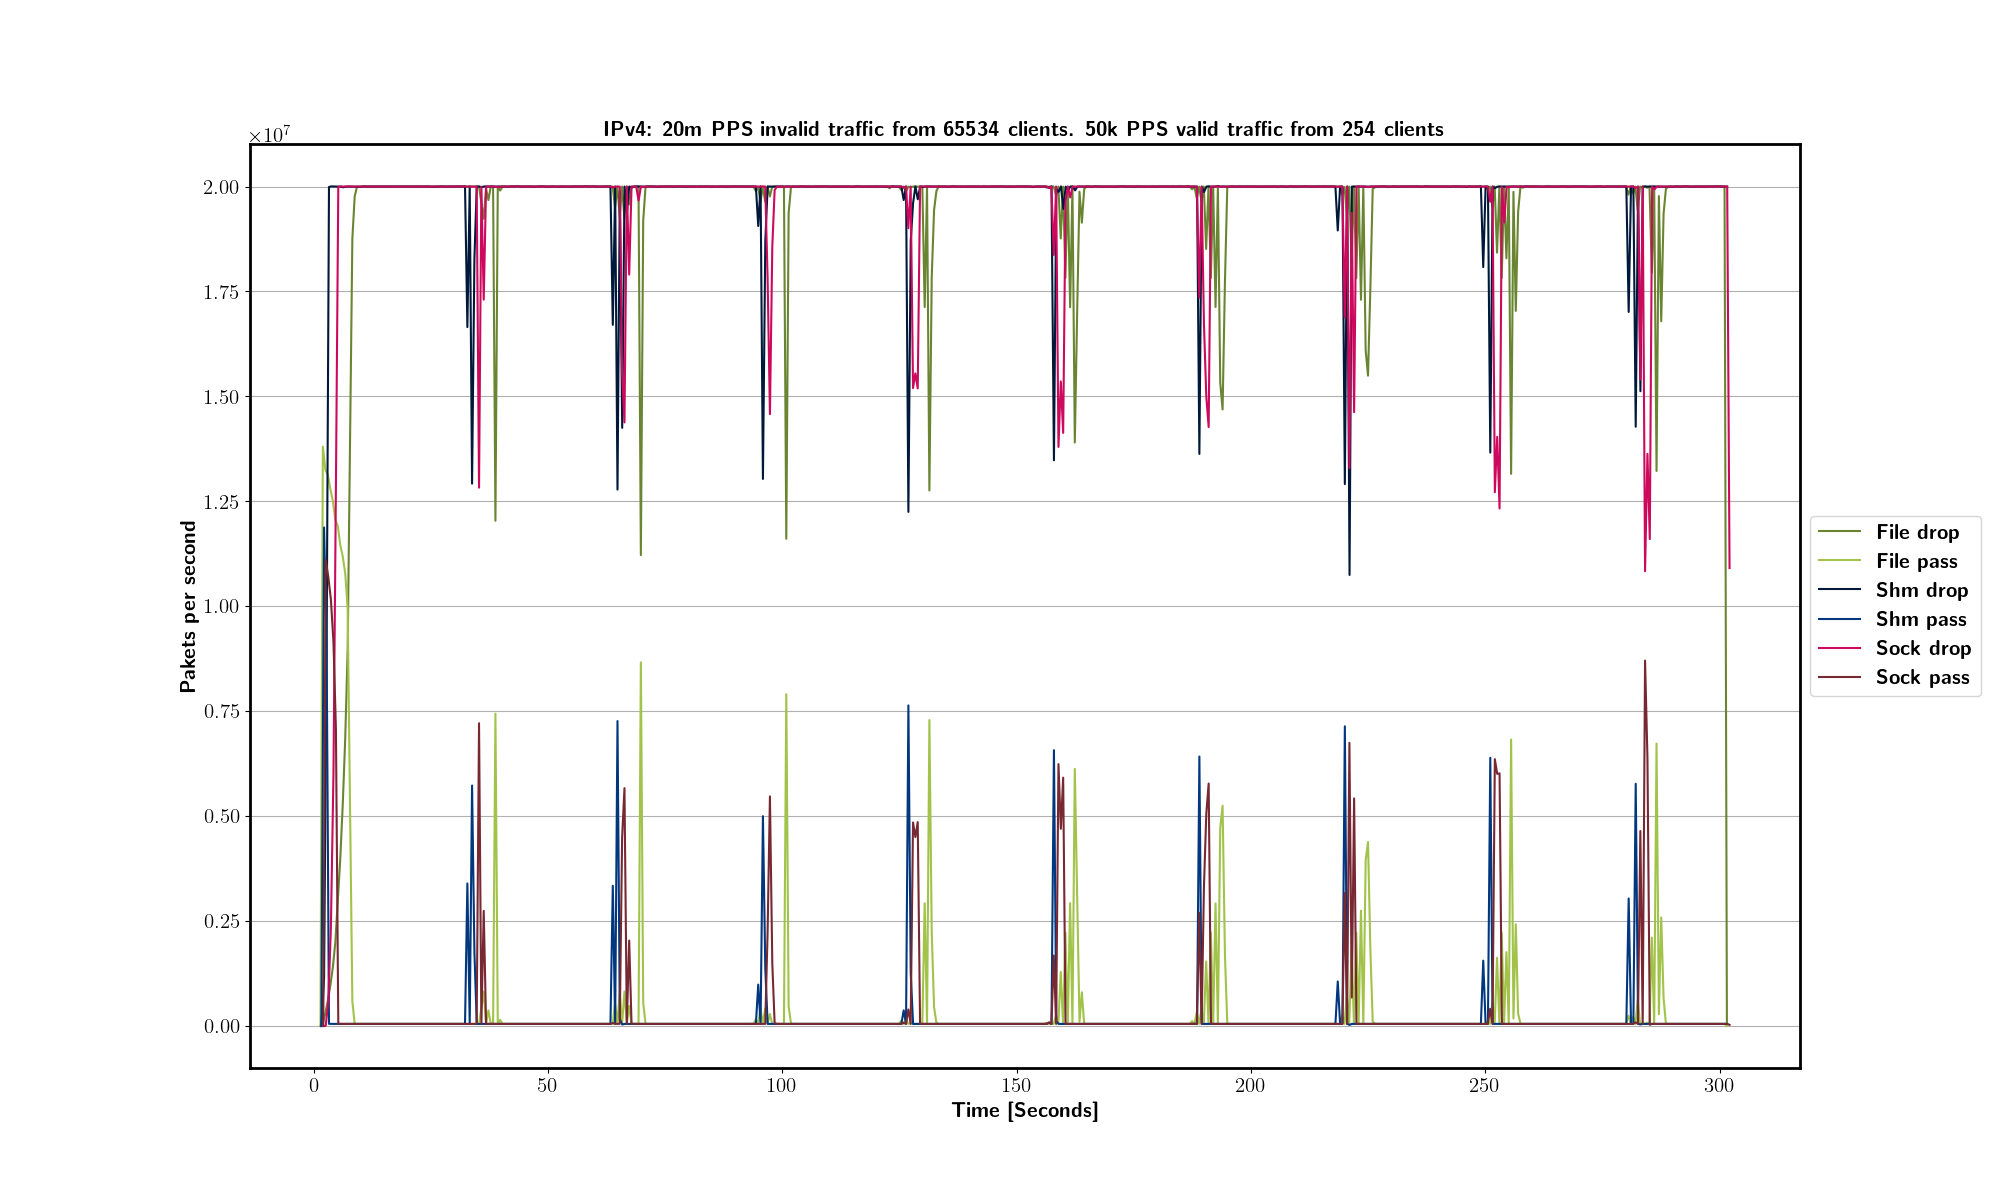 IPv4: 20m PPS invalid traffic from 65534 clients. 50k PPS valid traffic from 254 clients
×10⁷
2.00
1.75
1.50
1.25
1.00
0.75
0.50
0.25
0.00
Pakets per second
0 50 100 150 200 250 300
Time [Seconds]
File drop
File pass
Shm drop
Shm pass
Sock drop
Sock pass